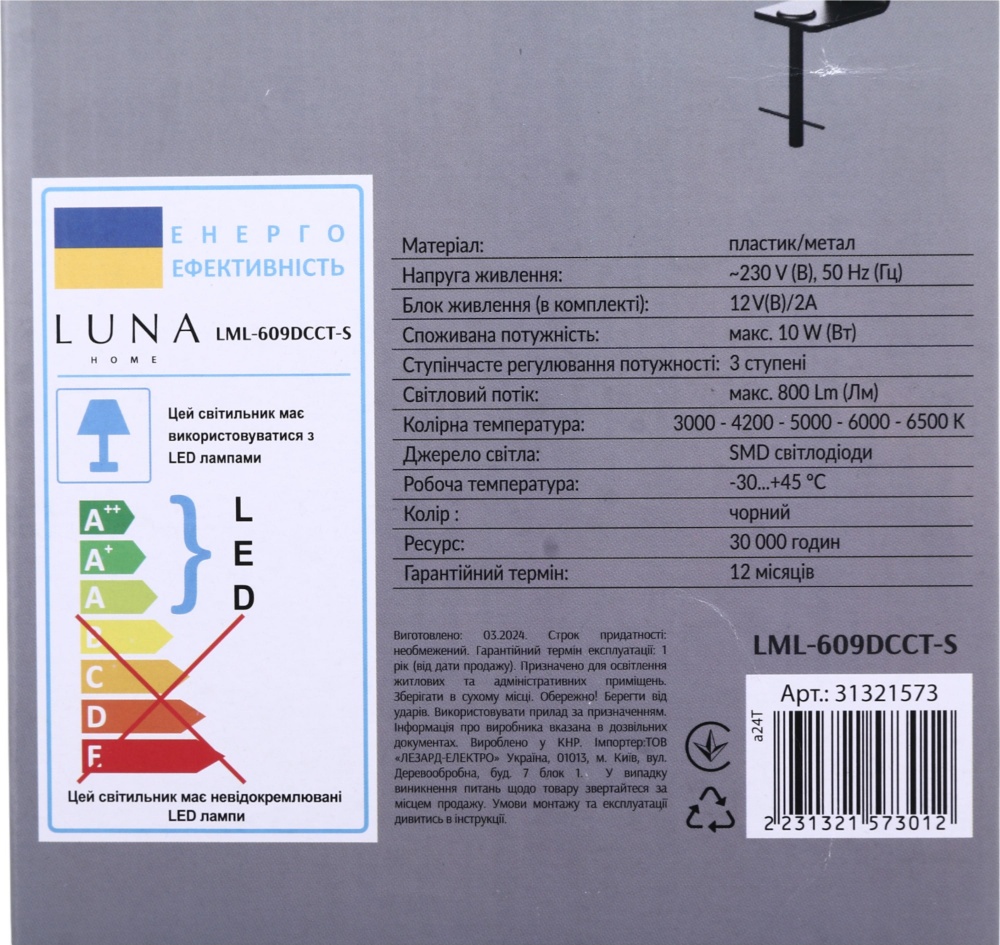 ЕНЕРГО
ЕФЕКТИВНІСТЬ
LUNA LML-609DCCT-S
HOME
Цей світильник має
використовуватися з
LED лампами
A++
A+
A
B
C
D
E
L
E
D
Цей світильник має невідокремлювані
LED лампи
Матеріал: пластик/метал
Напруга живлення: ~230 V (В), 50 Hz (Гц)
Блок живлення (в комплекті): 12V(В)/2А
Споживана потужність: макс. 10 W (Вт)
Ступінчасте регулювання потужності: 3 ступені
Світловий потік: макс. 800 Lm (Лм)
Колірна температура: 3000 - 4200 - 5000 - 6000 - 6500 K
Джерело світла: SMD світлодіоди
Робоча температура: -30...+45 °C
Колір : чорний
Ресурс: 30 000 годин
Гарантійний термін: 12 місяців
Виготовлено: 03.2024. Строк придатності:
необмежений. Гарантійний термін експлуатації: 1
рік (від дати продажу). Призначено для освітлення
житлових та адміністративних приміщень.
Зберігати в сухому місці. Обережно! Берегти від
ударів. Використовувати прилад за призначенням.
Інформація про виробника вказана в дозвільних
документах. Вироблено у КНР. Імпортер:ТОВ
«ЛЕЗАРД-ЕЛЕКТРО» Україна, 01013, м. Київ, вул.
Деревообробна, буд. 7 блок 1. У випадку
виникнення питань щодо товару звертайтеся за
місцем продажу. Умови монтажу та експлуатації
дивитись в інструкції.
LML-609DCCT-S
Арт.: 31321573
a24T
2 231321 573012